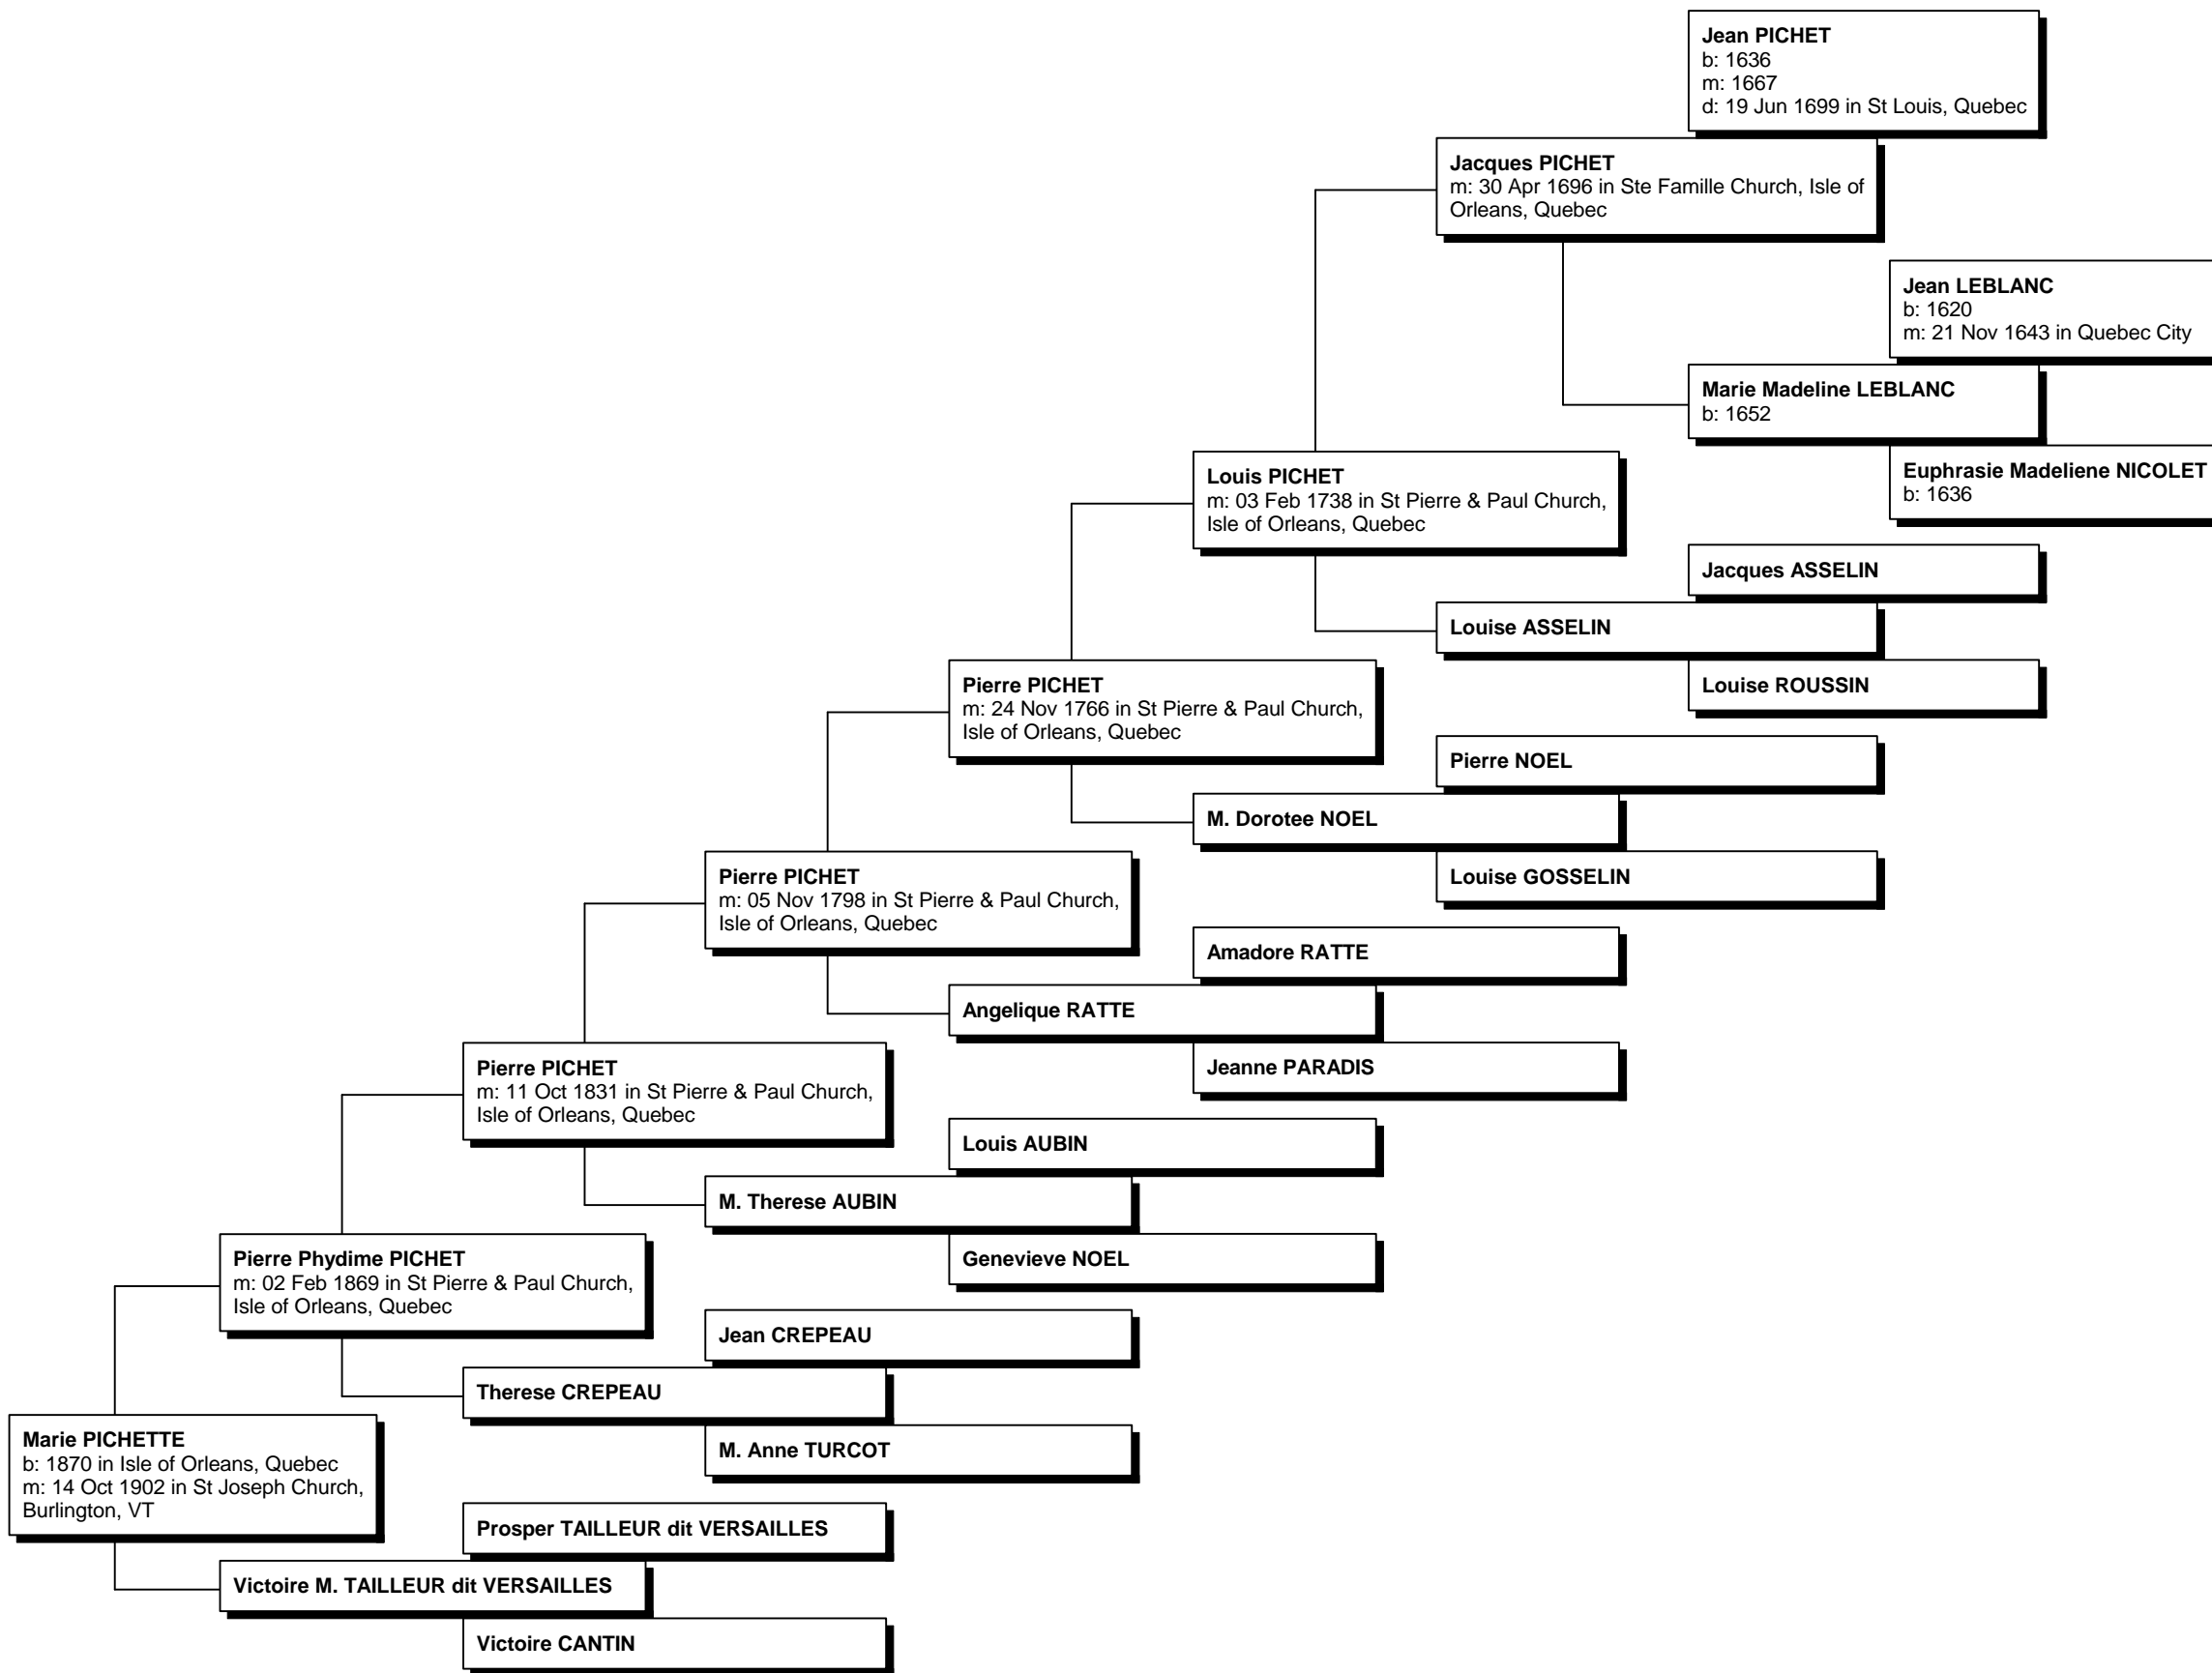 Jean PICHET
b: 1636
m: 1667
d: 19 Jun 1699 in St Louis, Quebec
Jacques PICHET
m: 30 Apr 1696 in Ste Famille Church, Isle of
Orleans, Quebec
Jean LEBLANC
b: 1620
m: 21 Nov 1643 in Quebec City
Marie Madeline LEBLANC
b: 1652
Euphrasie Madeliene NICOLET
b: 1636
Louis PICHET
m: 03 Feb 1738 in St Pierre & Paul Church,
Isle of Orleans, Quebec
Jacques ASSELIN
Louise ASSELIN
Louise ROUSSIN
Pierre PICHET
m: 24 Nov 1766 in St Pierre & Paul Church,
Isle of Orleans, Quebec
Pierre NOEL
M. Dorotee NOEL
Louise GOSSELIN
Pierre PICHET
m: 05 Nov 1798 in St Pierre & Paul Church,
Isle of Orleans, Quebec
Amadore RATTE
Angelique RATTE
Jeanne PARADIS
Pierre PICHET
m: 11 Oct 1831 in St Pierre & Paul Church,
Isle of Orleans, Quebec
Louis AUBIN
M. Therese AUBIN
Genevieve NOEL
Pierre Phydime PICHET
m: 02 Feb 1869 in St Pierre & Paul Church,
Isle of Orleans, Quebec
Jean CREPEAU
Therese CREPEAU
M. Anne TURCOT
Marie PICHETTE
b: 1870 in Isle of Orleans, Quebec
m: 14 Oct 1902 in St Joseph Church,
Burlington, VT
Prosper TAILLEUR dit VERSAILLES
Victoire M. TAILLEUR dit VERSAILLES
Victoire CANTIN